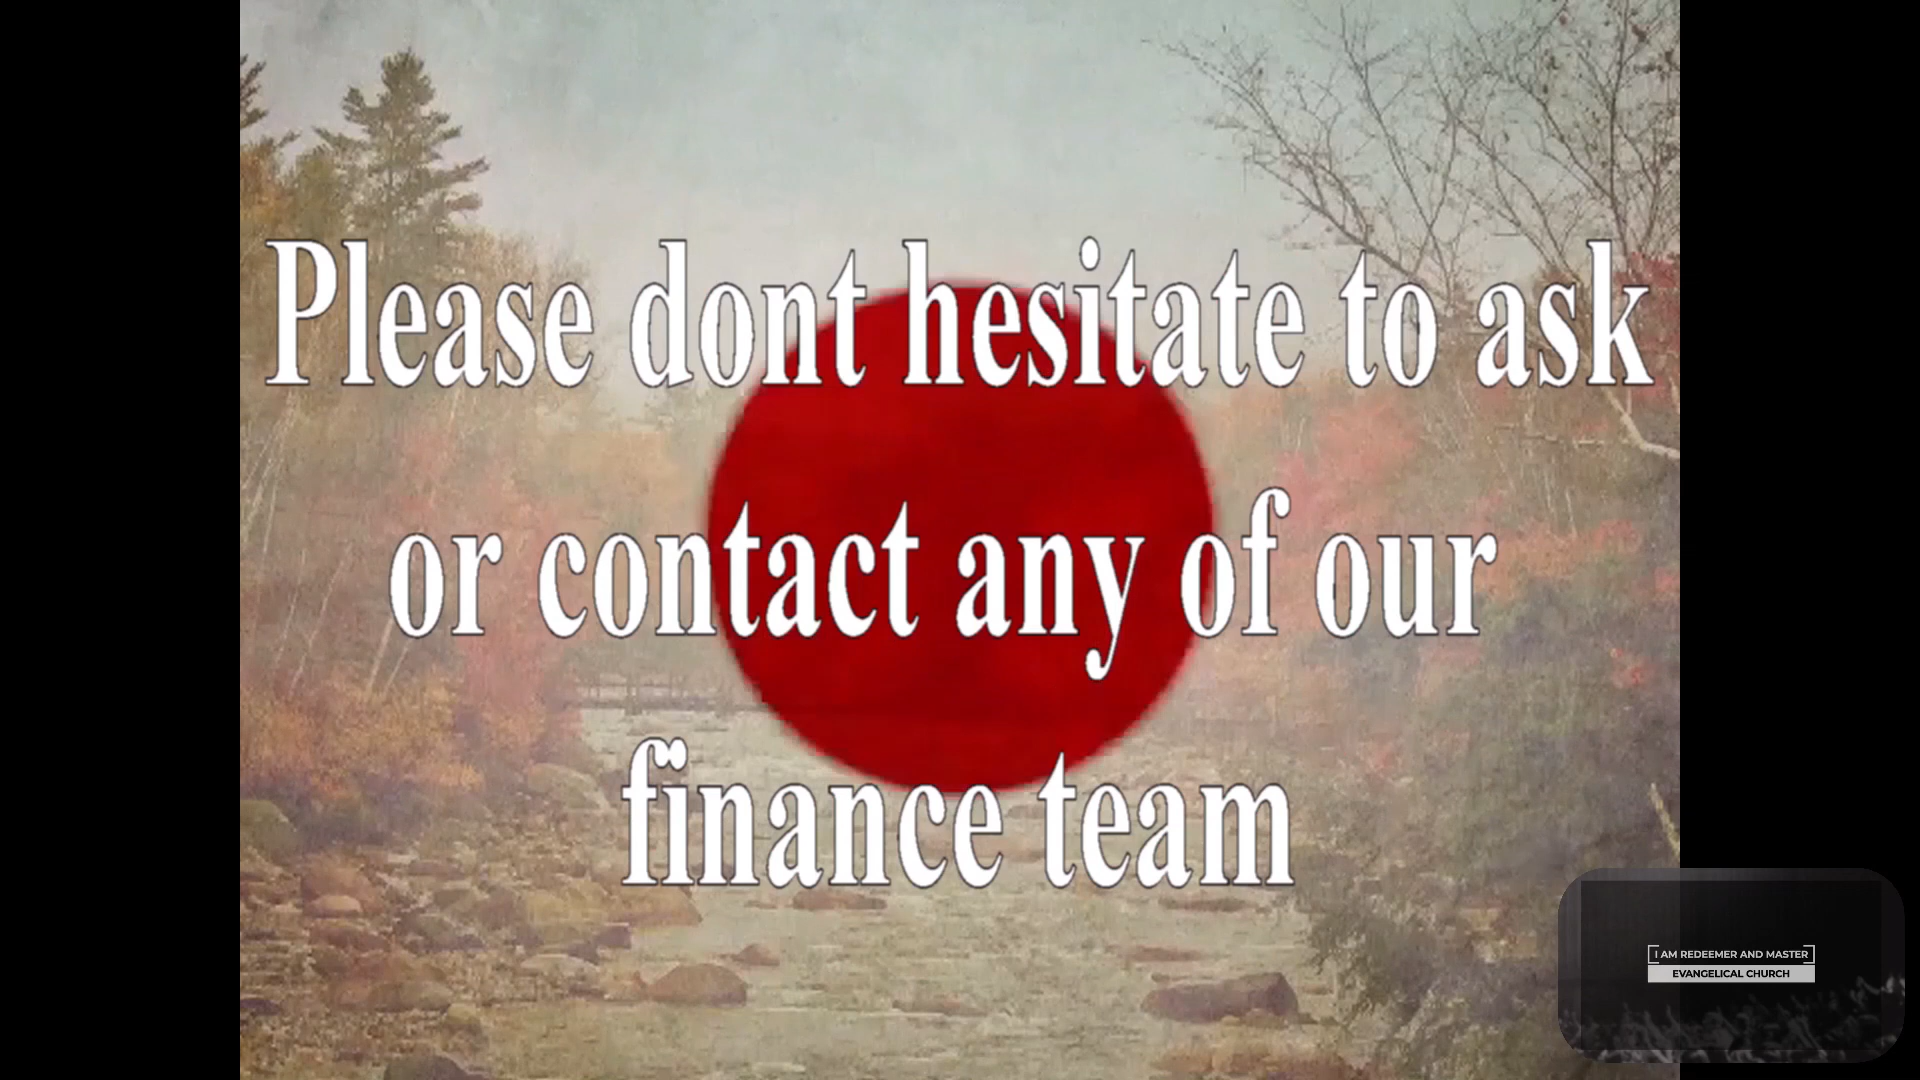 Please dont hesitate to ask
or contact any of our
finance team
I AM REDEEMER AND MASTER
EVANGELICAL CHURCH